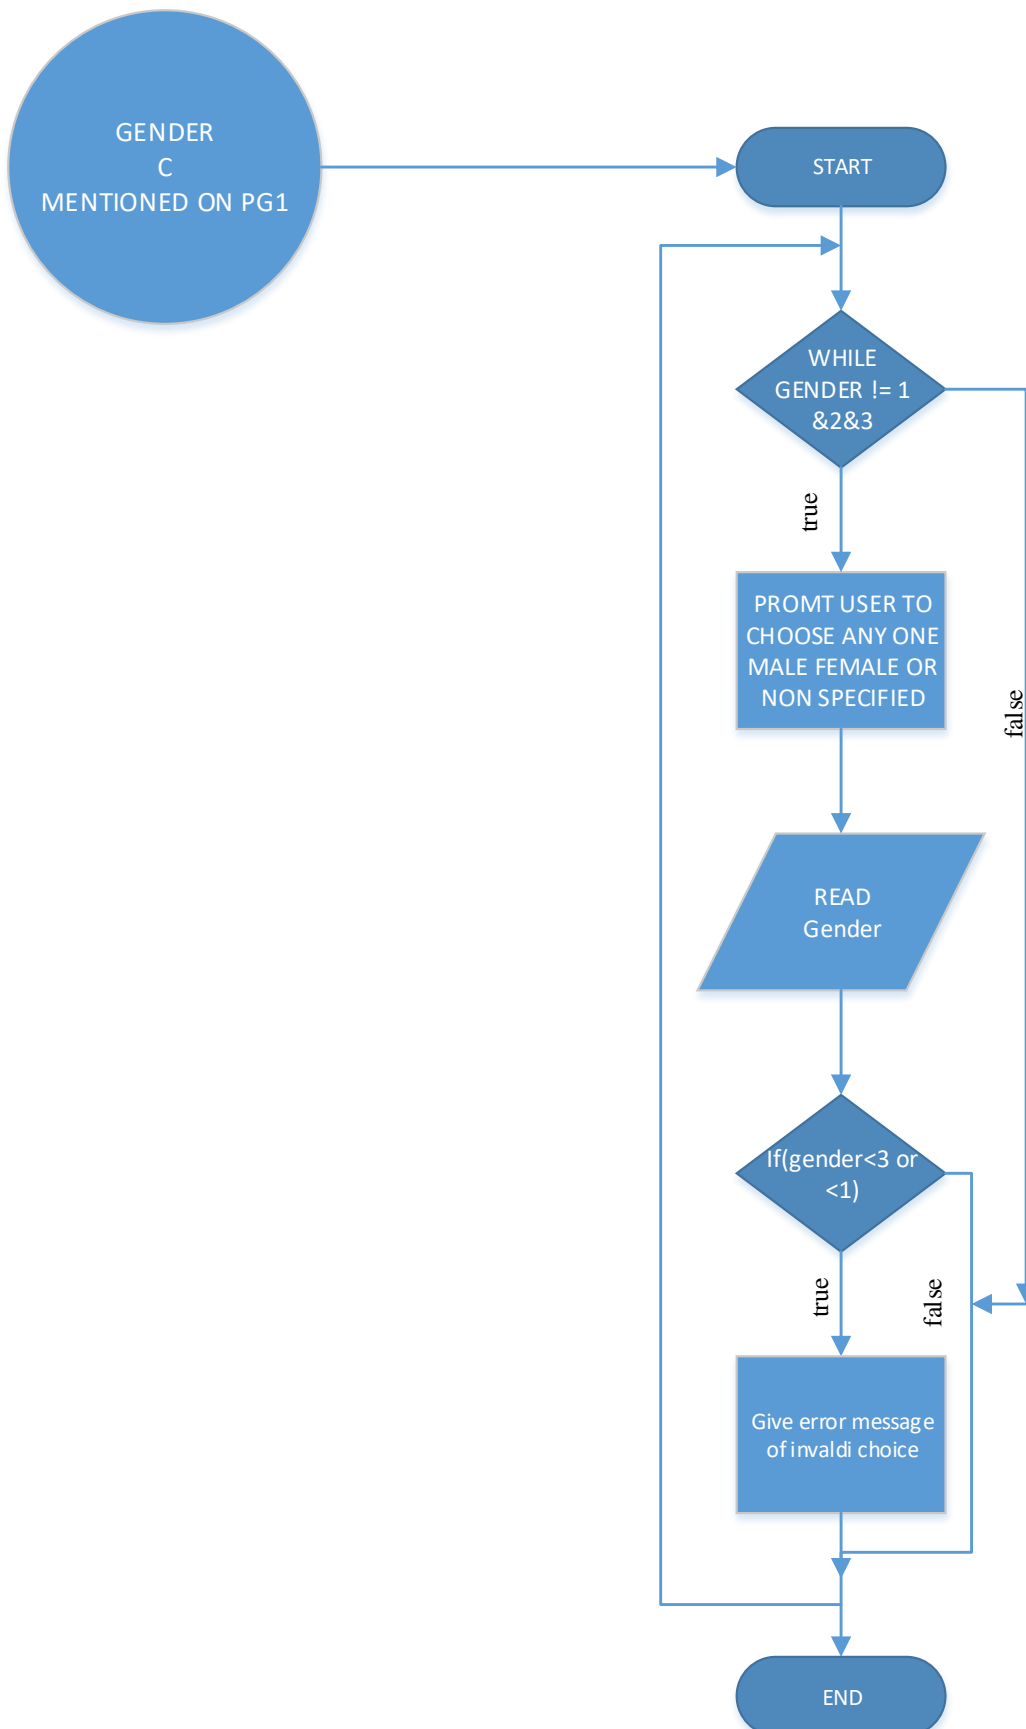 GENDER
C
MENTIONED ON PG1
START
WHILE
GENDER != 1
&2&3
true
PROMT USER TO
CHOOSE ANY ONE
MALE FEMALE OR
NON SPECIFIED
false
READ
Gender
If(gender<3 or
<1)
true
false
Give error message
of invaldi choice
END